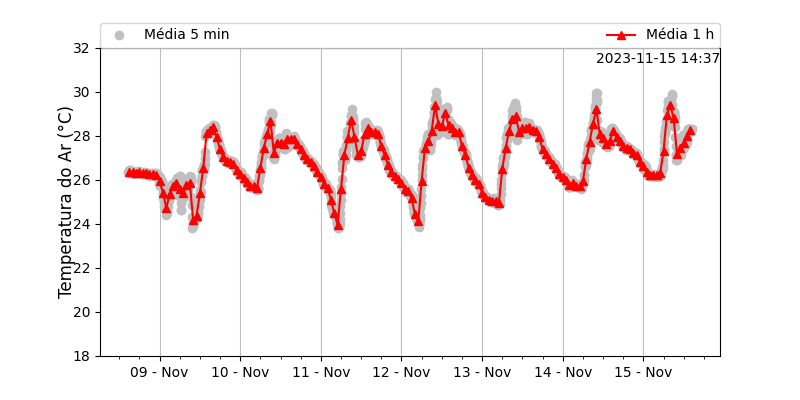 Média 5 min
Média 1 h
2023-11-15 14:37
Temperatura do Ar (°C)
32
30
28
26
24
22
20
18
09 - Nov
10 - Nov
11 - Nov
12 - Nov
13 - Nov
14 - Nov
15 - Nov